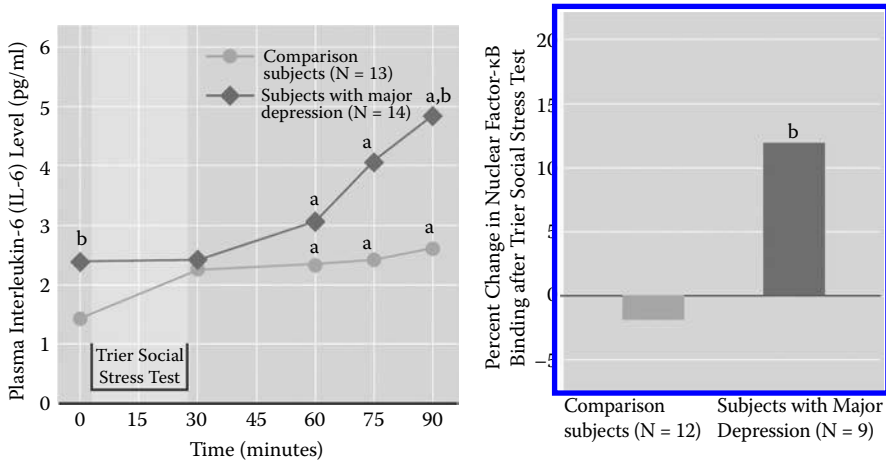 Plasma Interleukin-6 (IL-6) Level (pg/ml)
6
5
4
3
2
1
0
Comparison
subjects (N = 13)
Subjects with major
depression (N = 14)
b
a
a
a,b
a
a
a
Trier Social
Stress Test
0 15 30 45 60 75 90
Time (minutes)
Percent Change in Nuclear Factor-κB
Binding after Trier Social Stress Test
20
15
10
5
0
−5
b
Comparison
subjects (N = 12)
Subjects with Major
Depression (N = 9)